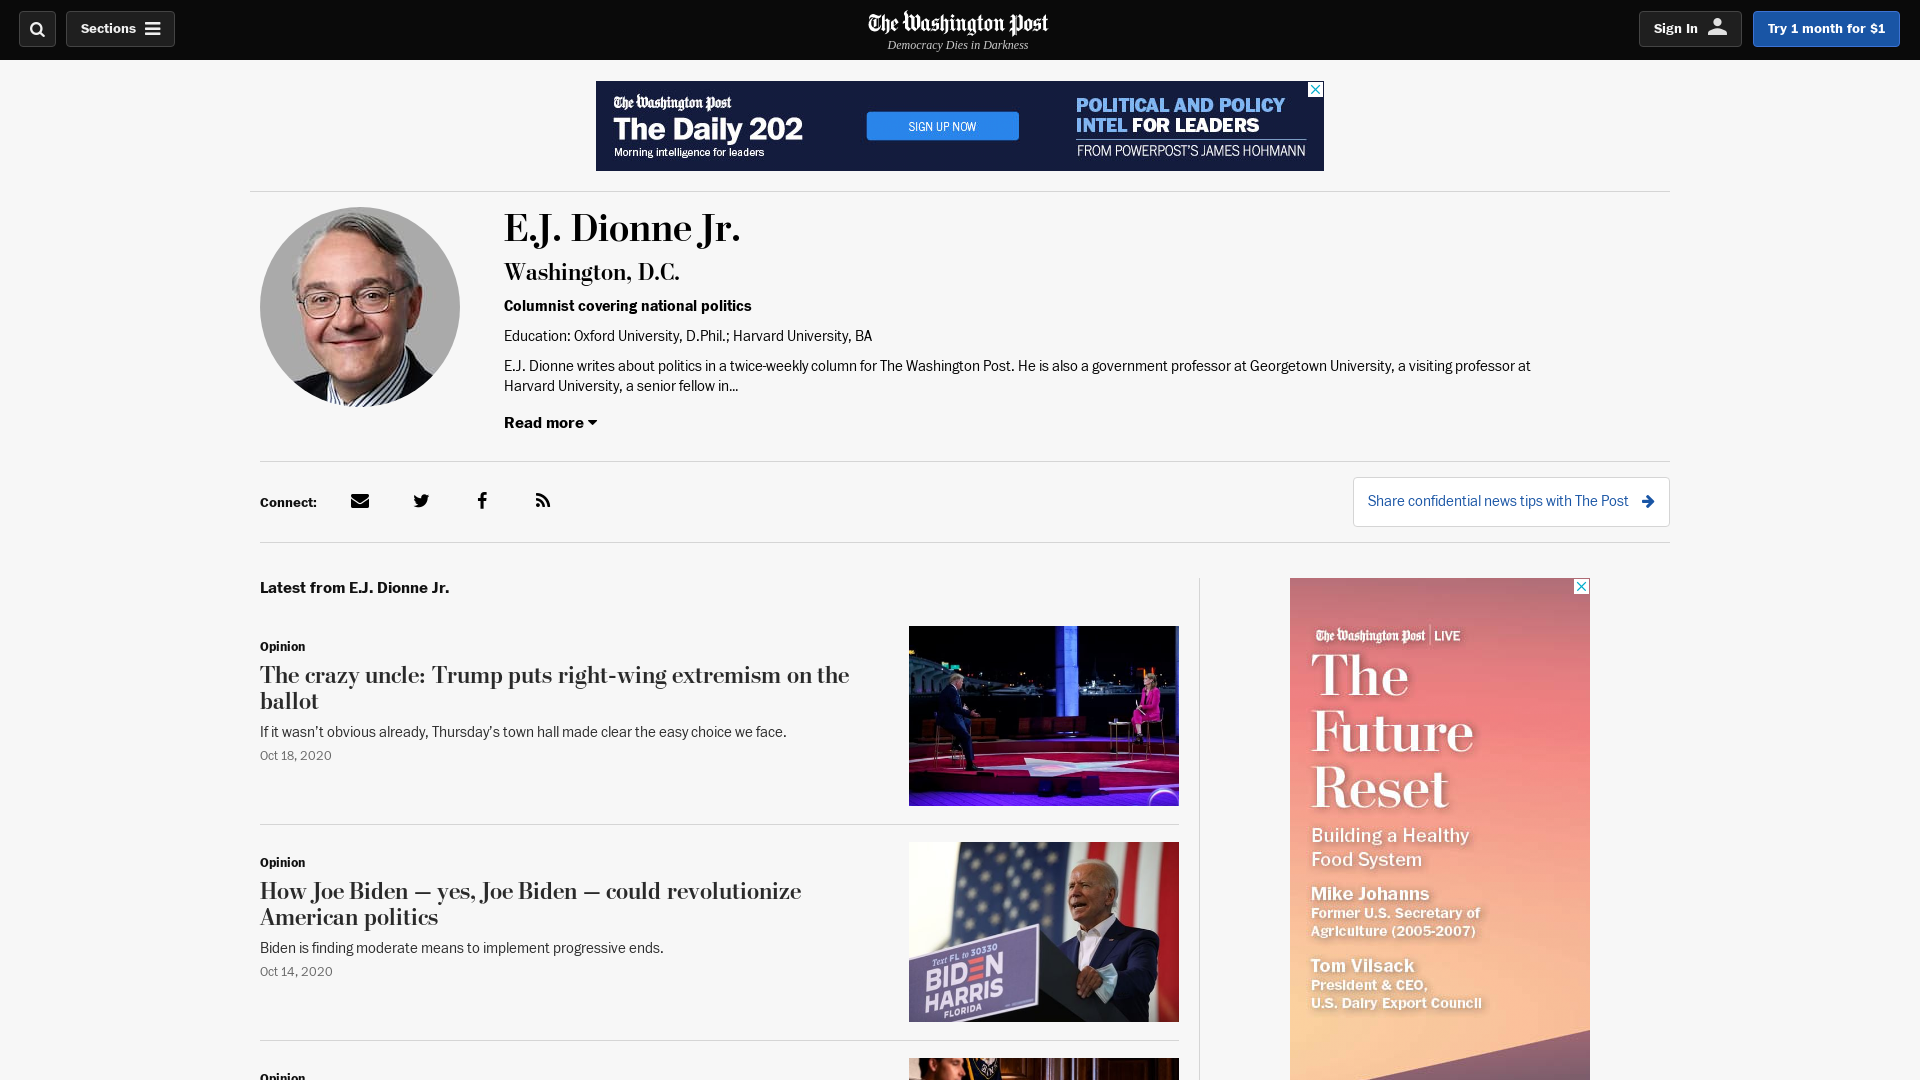 Sections
The Washington Post
Democracy Dies in Darkness
Sign In
Try 1 month for $1
The Washington Post
The Daily 202
Morning intelligence for leaders
SIGN UP NOW
POLITICAL AND POLICY
INTEL FOR LEADERS
FROM POWERPOST'S JAMES HOHMANN
E.J. Dionne Jr.
Washington, D.C.
Columnist covering national politics
Education: Oxford University, D.Phil.; Harvard University, BA
E.J. Dionne writes about politics in a twice-weekly column for The Washington Post. He is also a government professor at Georgetown University, a visiting professor at
Harvard University, a senior fellow in...
Read more
Connect:
Share confidential news tips with The Post
Latest from E.J. Dionne Jr.
Opinion
The crazy uncle: Trump puts right-wing extremism on the
ballot
If it wasn’t obvious already, Thursday’s town hall made clear the easy choice we face.
Oct 18, 2020
Opinion
How Joe Biden — yes, Joe Biden — could revolutionize
American politics
Biden is finding moderate means to implement progressive ends.
Oct 14, 2020
Text FL to 30330
BIDEN
HARRIS
FLORIDA
Opinion
The Washington Post LIVE
The
Future
Reset
Building a Healthy
Food System
Mike Johanns
Former U.S. Secretary of
Agriculture (2005-2007)
Tom Vilsack
President & CEO,
U.S. Dairy Export Council